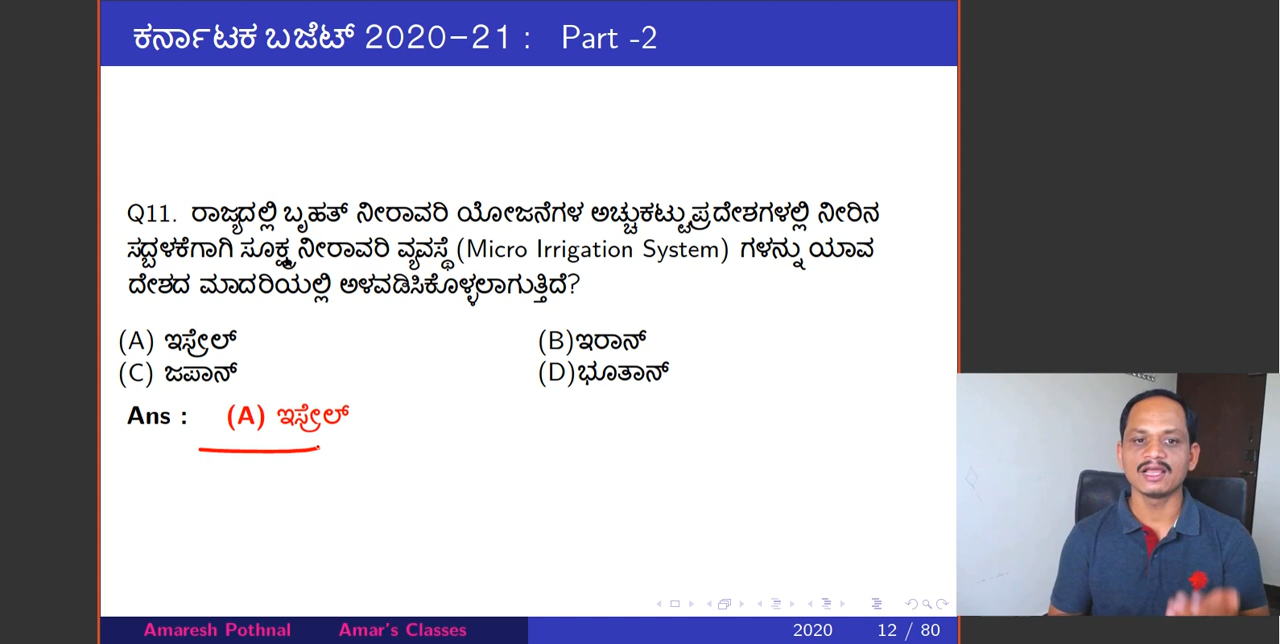 ಕರ್ನಾಟಕ ಬಜೆಟ್ 2020-21 : Part -2
Q11. ರಾಜ್ಯದಲ್ಲಿ ಬೃಹತ್ ನೀರಾವರಿ ಯೋಜನೆಗಳ ಅಚ್ಚುಕಟ್ಟುಪ್ರದೇಶಗಳಲ್ಲಿ ನೀರಿನ
ಸದ್ಬಳಕೆಗಾಗಿ ಸೂಕ್ಷ್ಮ ನೀರಾವರಿ ವ್ಯವಸ್ಥೆ (Micro Irrigation System) ಗಳನ್ನು ಯಾವ
ದೇಶದ ಮಾದರಿಯಲ್ಲಿ ಅಳವಡಿಸಿಕೊಳ್ಳಲಾಗುತ್ತಿದೆ?
(A) ಇಸ್ರೇಲ್ (B)ಇರಾನ್
(C) ಜಪಾನ್ (D)ಭೂತಾನ್
Ans : (A) ಇಸ್ರೇಲ್
Amaresh Pothnal Amar's Classes 2020 12 / 80